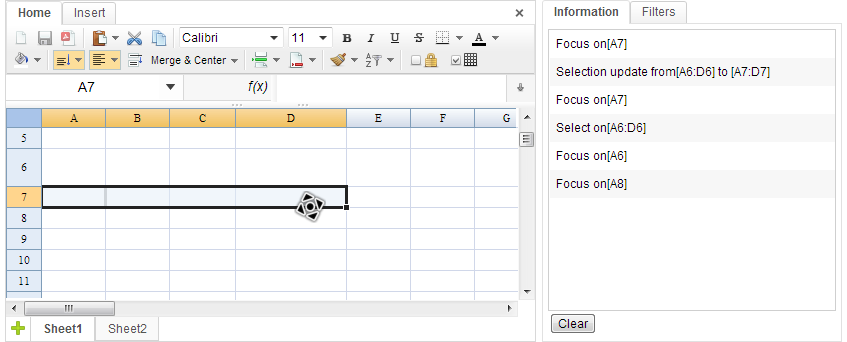 Home Insert
Calibri 11 B I U S A
Merge & Center A Z
A7 f(x)
A B C D E F G
5
6
7
8
9
10
11
Sheet1 Sheet2
Information Filters
Focus on[A7]
Selection update from[A6:D6] to [A7:D7]
Focus on[A7]
Select on[A6:D6]
Focus on[A6]
Focus on[A8]
Clear